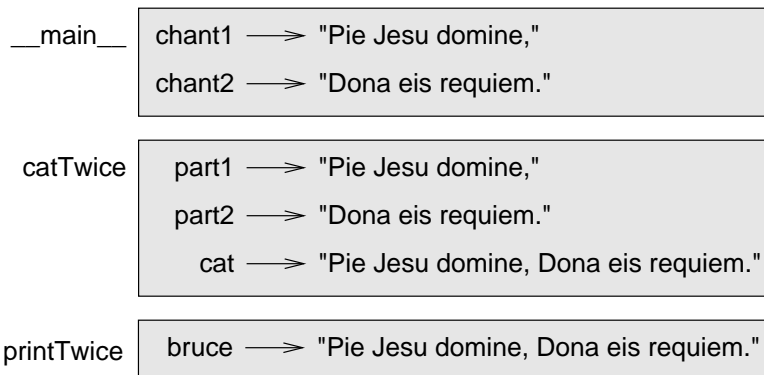 __main__ chant1 "Pie Jesu domine,"
chant2 "Dona eis requiem."
catTwice part1 "Pie Jesu domine,"
part2 "Dona eis requiem."
cat "Pie Jesu domine, Dona eis requiem."
printTwice bruce "Pie Jesu domine, Dona eis requiem."